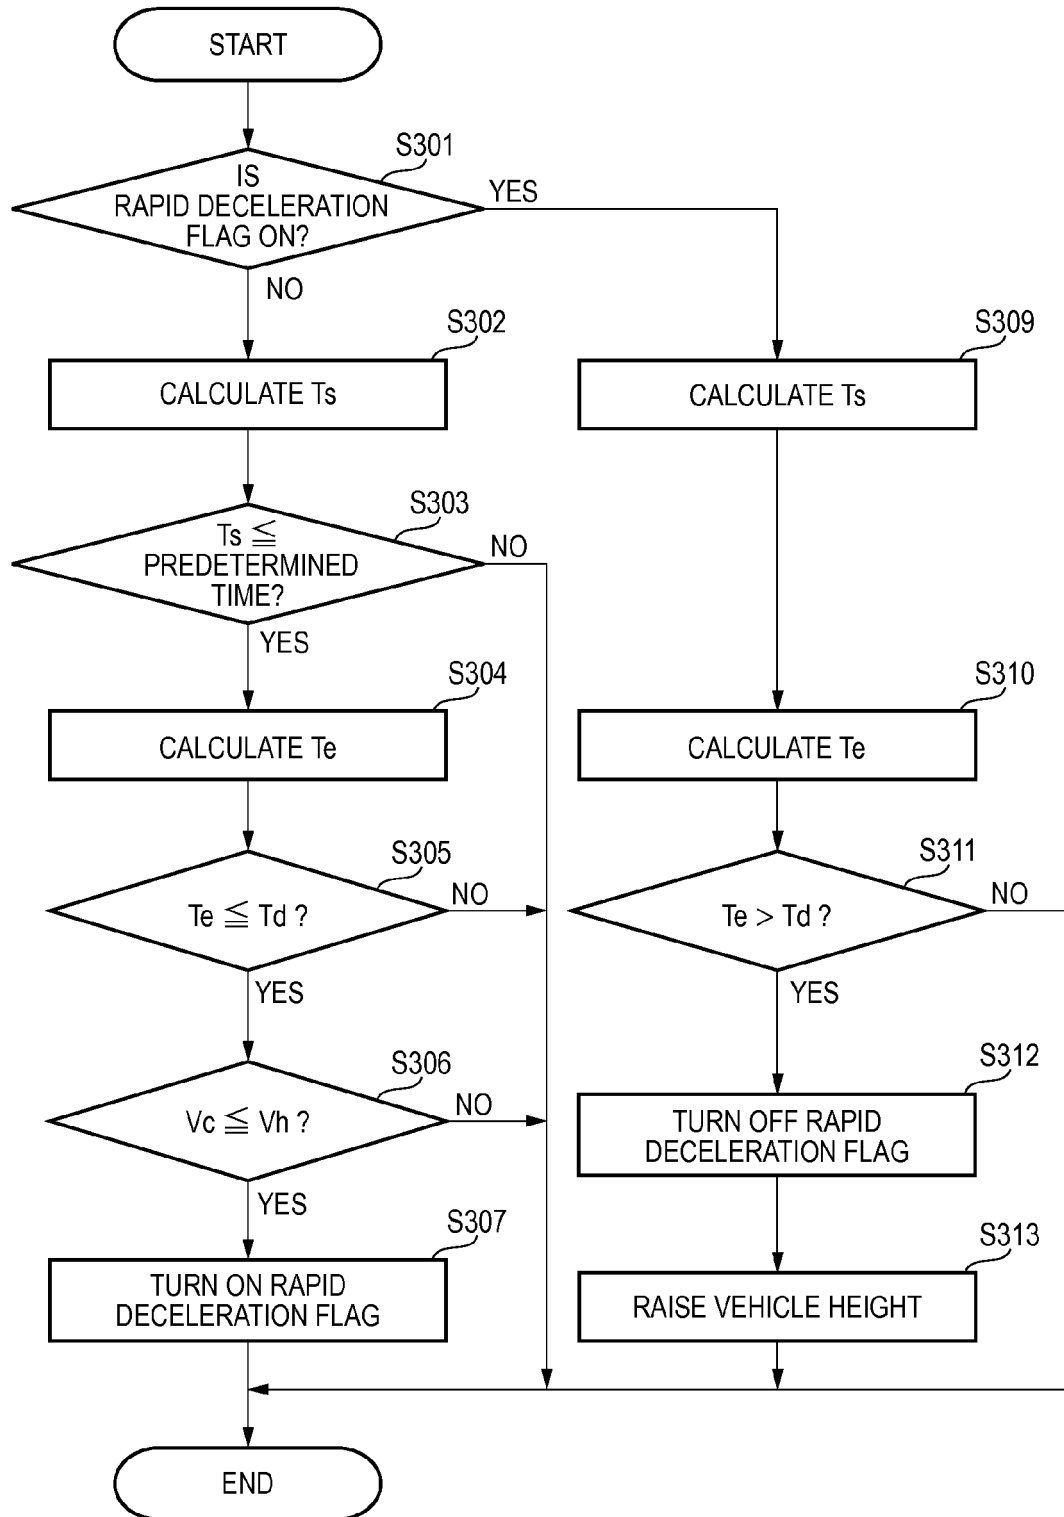 START
S301
IS
RAPID DECELERATION
FLAG ON?
YES
NO
S302
CALCULATE Ts
S309
CALCULATE Ts
S303
Ts ≦
PREDETERMINED
TIME?
NO
YES
S304
CALCULATE Te
S310
CALCULATE Te
S305
Te ≦ Td ?
NO
YES
S311
Te > Td ?
NO
YES
S306
Vc ≦ Vh ?
NO
YES
S312
TURN OFF RAPID
DECELERATION FLAG
S307
TURN ON RAPID
DECELERATION FLAG
S313
RAISE VEHICLE HEIGHT
END